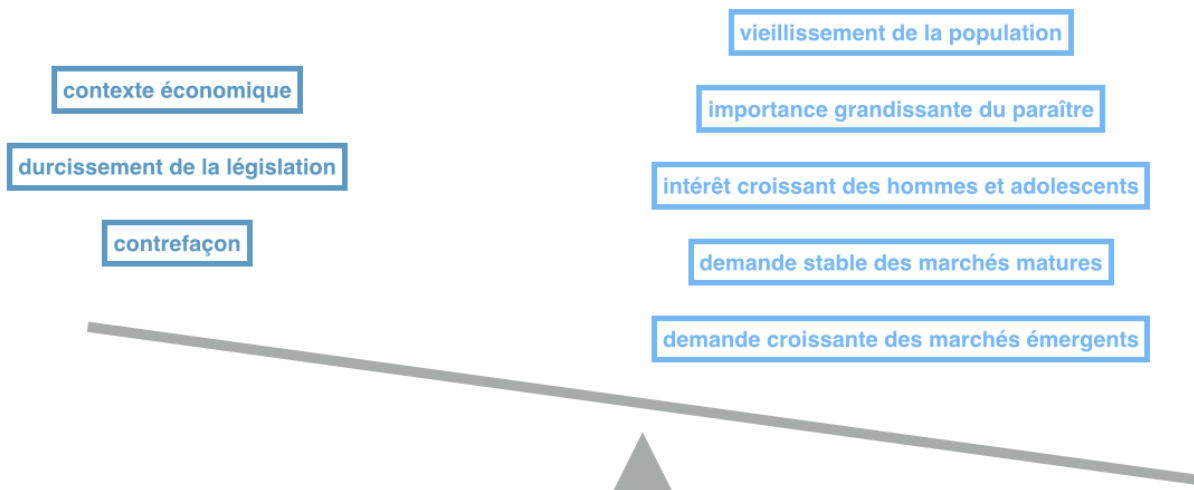 contexte économique
durcissement de la législation
contrefaçon
vieillissement de la population
importance grandissante du paraître
intérêt croissant des hommes et adolescents
demande stable des marchés matures
demande croissante des marchés émergents